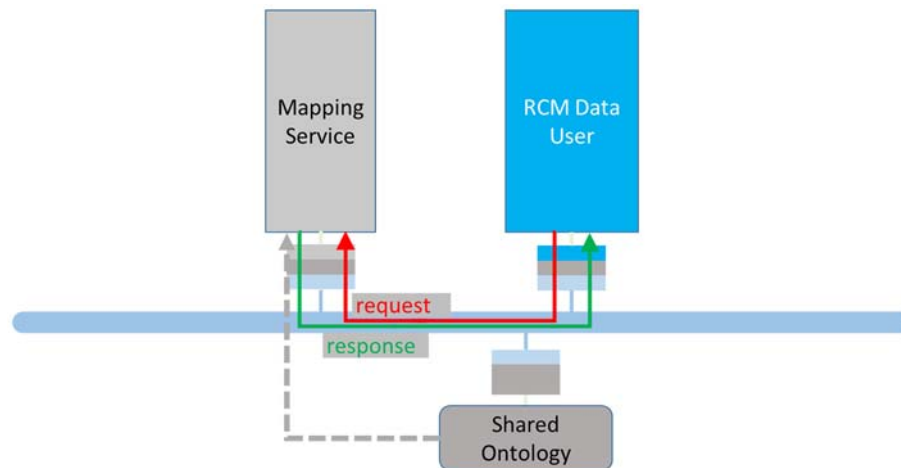 Mapping
Service
RCM Data
User
request
response
Shared
Ontology